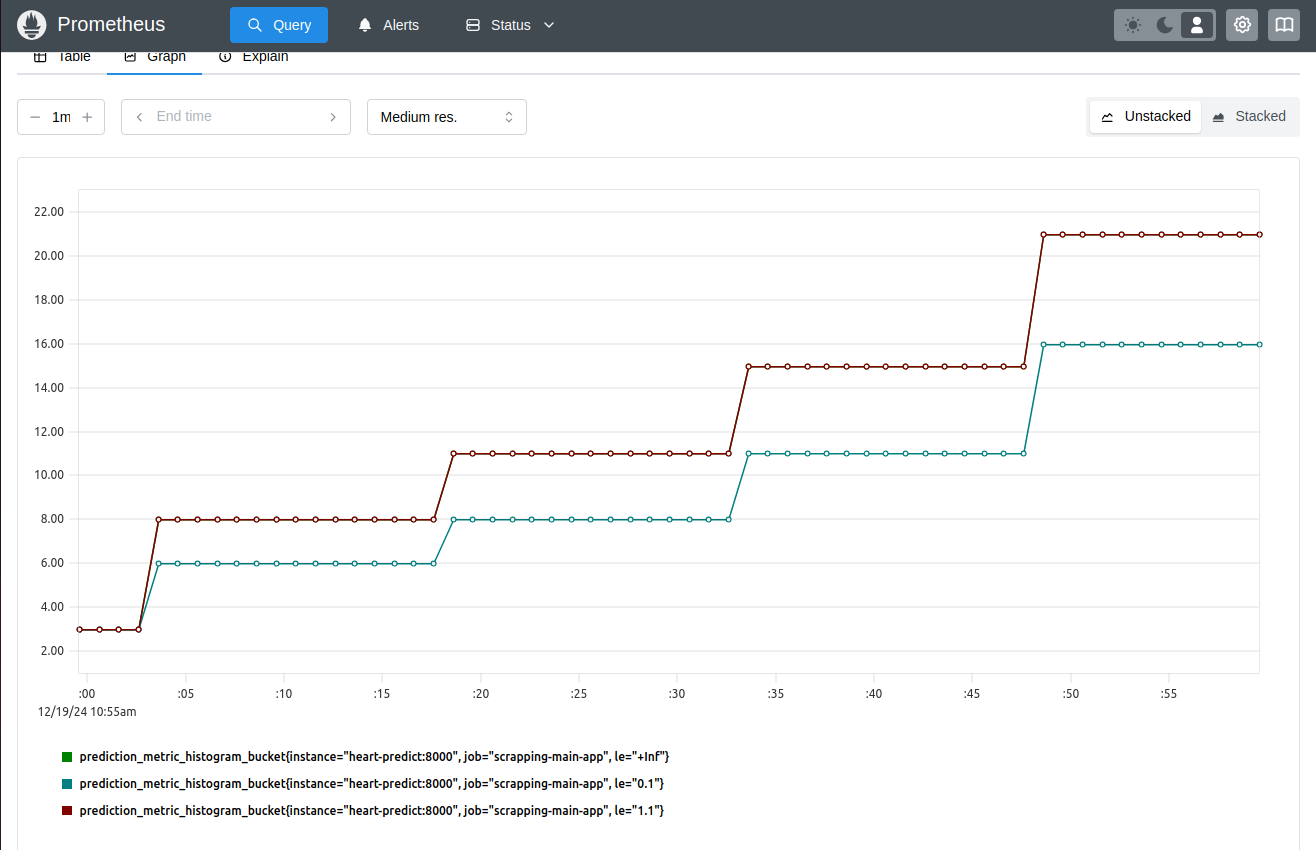 Prometheus Query Alerts Status
Table Graph Explain
1m End time Medium res. Unstacked Stacked
22.00
20.00
18.00
16.00
14.00
12.00
10.00
8.00
6.00
4.00
2.00
:00 :05 :10 :15 :20 :25 :30 :35 :40 :45 :50 :55
12/19/24 10:55am
prediction_metric_histogram_bucket{instance="heart-predict:8000", job="scrapping-main-app", le="+Inf"}
prediction_metric_histogram_bucket{instance="heart-predict:8000", job="scrapping-main-app", le="0.1"}
prediction_metric_histogram_bucket{instance="heart-predict:8000", job="scrapping-main-app", le="1.1"}